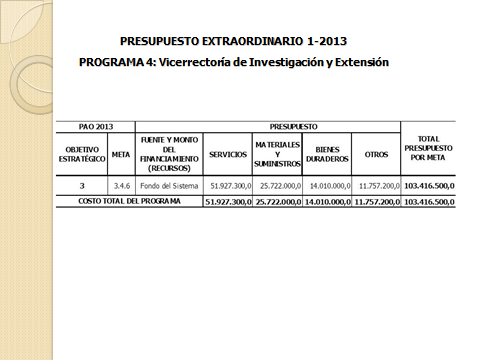 PRESUPUESTO EXTRAORDINARIO 1-2013
PROGRAMA 4: Vicerrectoría de Investigación y Extensión
PAO 2013 PRESUPUESTO TOTAL PRESUPUESTO POR META
OBJETIVO ESTRATÉGICO META FUENTE Y MONTO DEL FINANCIAMIENTO (RECURSOS) SERVICIOS MATERIALES Y SUMINISTROS BIENES DURADEROS OTROS
3 3.4.6 Fondo del Sistema 51.927.300,0 25.722.000,0 14.010.000,0 11.757.200,0 103.416.500,0
COSTO TOTAL DEL PROGRAMA 51.927.300,0 25.722.000,0 14.010.000,0 11.757.200,0 103.416.500,0